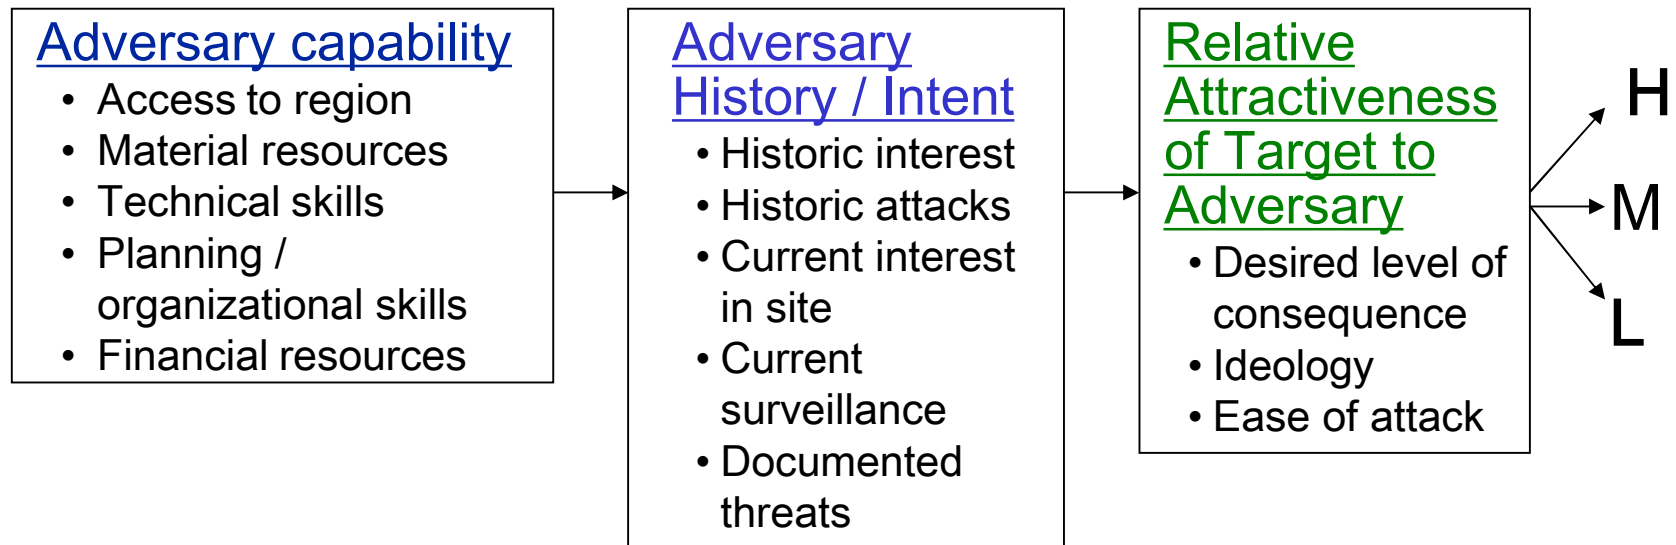 Adversary capability
• Access to region
• Material resources
• Technical skills
• Planning /
organizational skills
• Financial resources
Adversary
History / Intent
• Historic interest
• Historic attacks
• Current interest
in site
• Current
surveillance
• Documented
threats
Relative
Attractiveness
of Target to
Adversary
• Desired level of
consequence
• Ideology
• Ease of attack
H
M
L